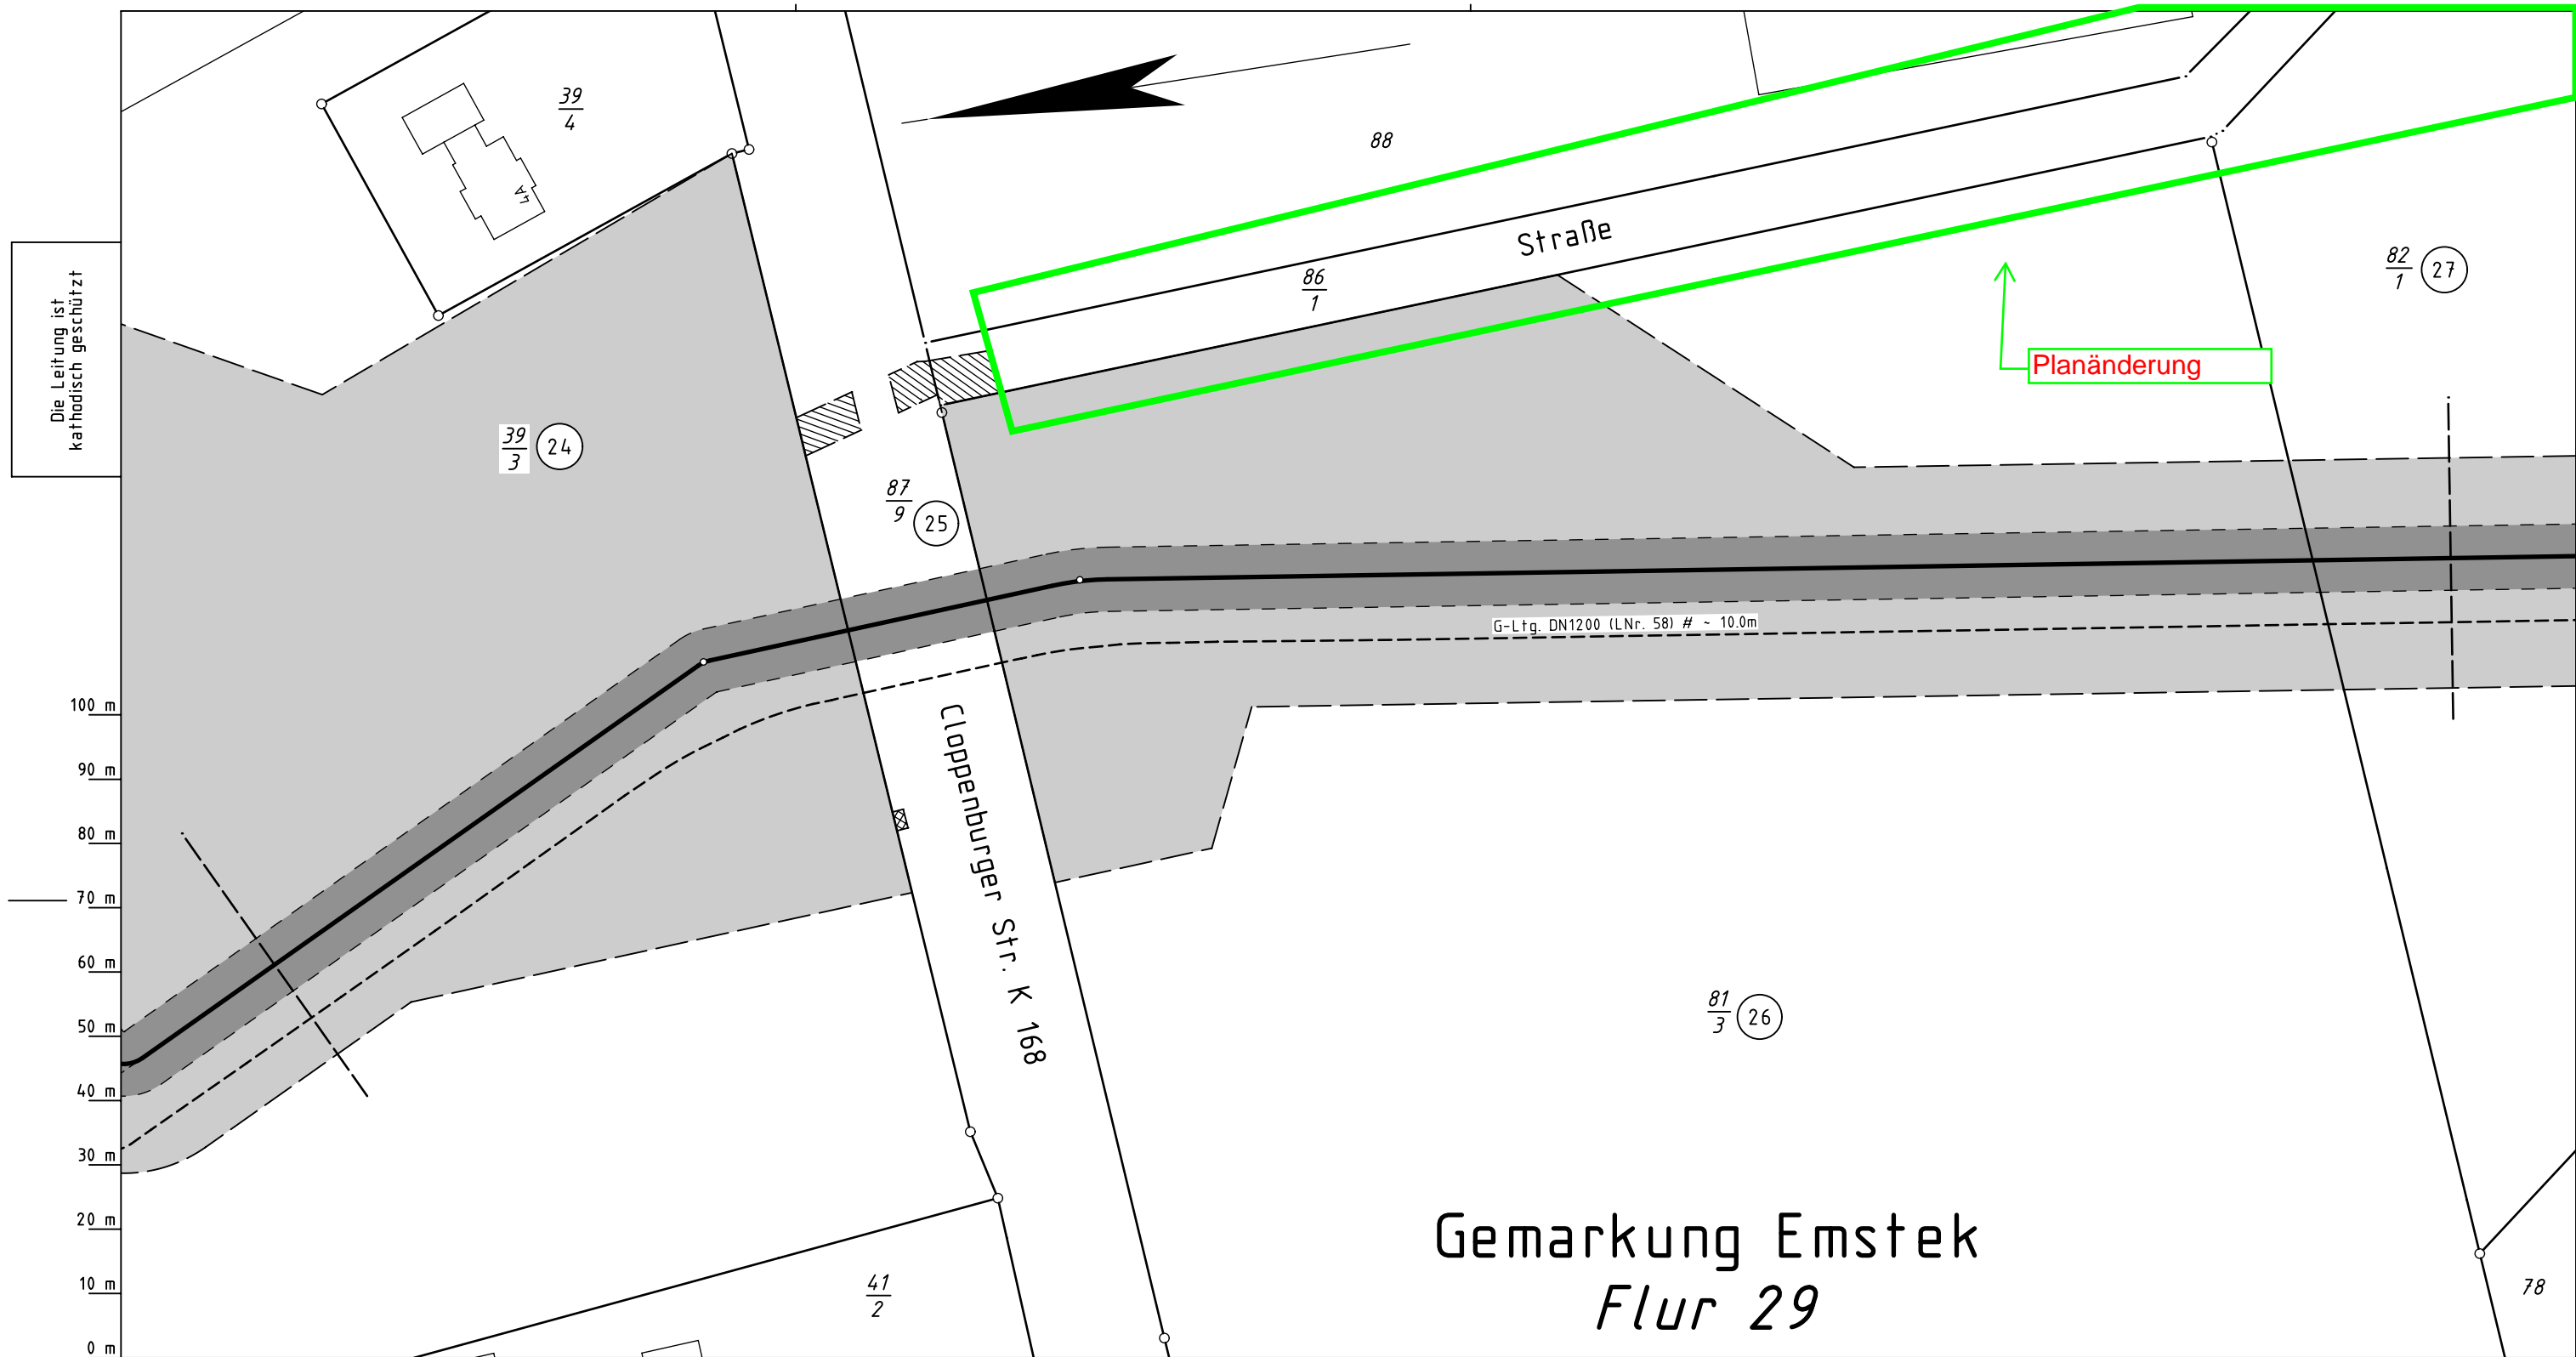 39
4
4A
88
Straße
86
1
82
1
27
Planänderung
Die Leitung ist
kathodisch geschützt
39
3
24
87
9
25
G-Ltg. DN1200 (LNr. 58) # ~ 10.0m
Cloppenburger Str. K 168
100 m
90 m
80 m
70 m
60 m
50 m
40 m
30 m
20 m
10 m
0 m
81
3
26
Gemarkung Emstek
Flur 29
41
2
78